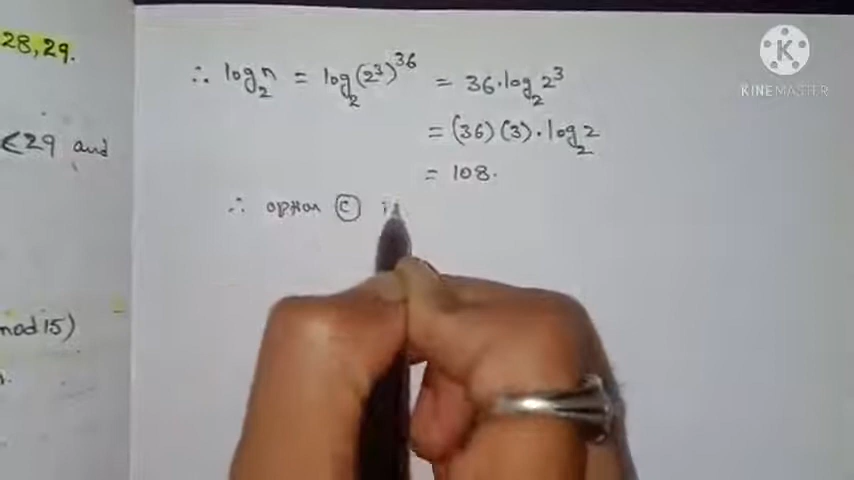 28,29.
<29 and
mod 15)
∴ log₂n = log₂(2³)³⁶ = 36·log₂2³
= (36)(3)·log₂2
= 108.
∴ option Ⓒ
K
KINEMASTER